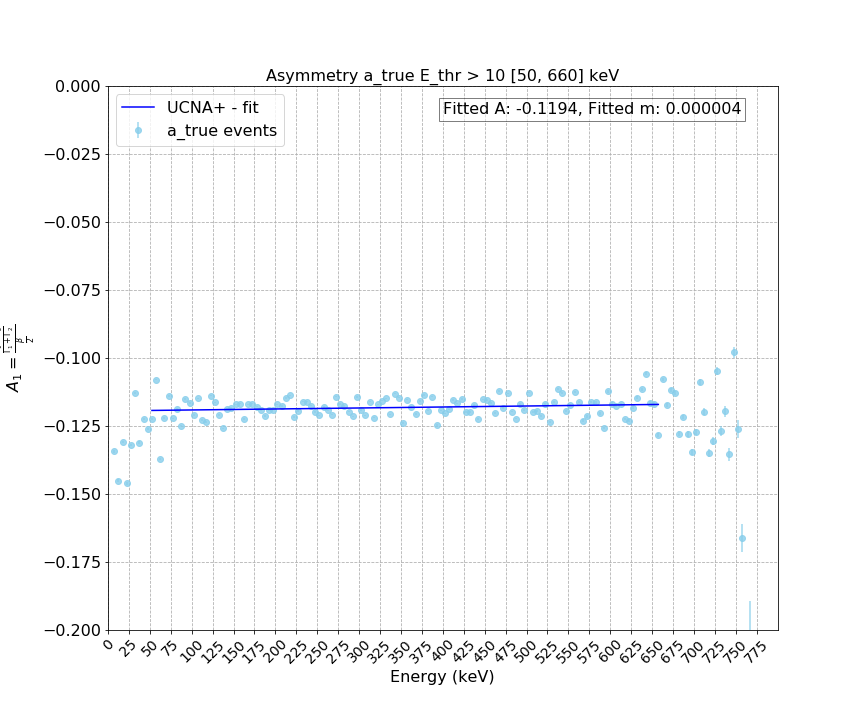 Asymmetry a_true E_thr > 10 [50, 660] keV
UCNA+ - fit
a_true events
Fitted A: -0.1194, Fitted m: 0.000004
0.000
−0.025
−0.050
−0.075
−0.100
−0.125
−0.150
−0.175
−0.200
0 25 50 75 100 125 150 175 200 225 250 275 300 325 350 375 400 425 450 475 500 525 550 575 600 625 650 675 700 725 750 775
Energy (keV)
A₁ =